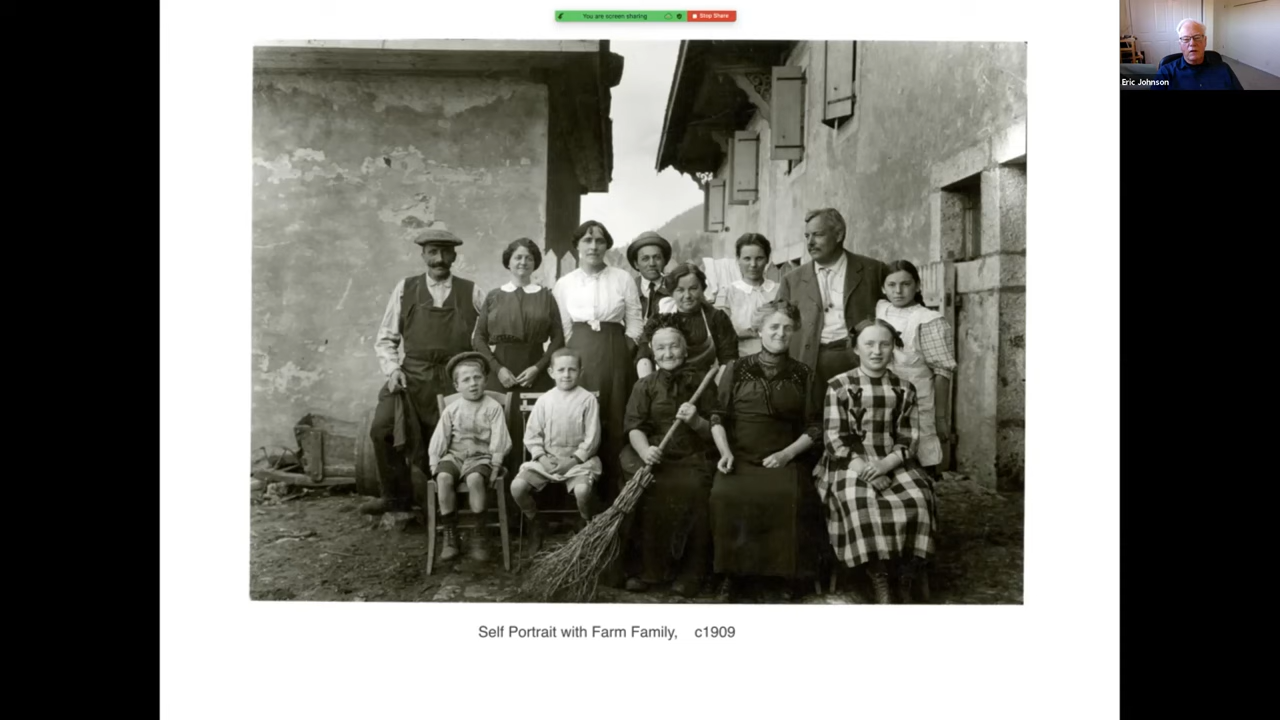 You are screen sharing
Stop Share
Eric Johnson
Self Portrait with Farm Family, c1909